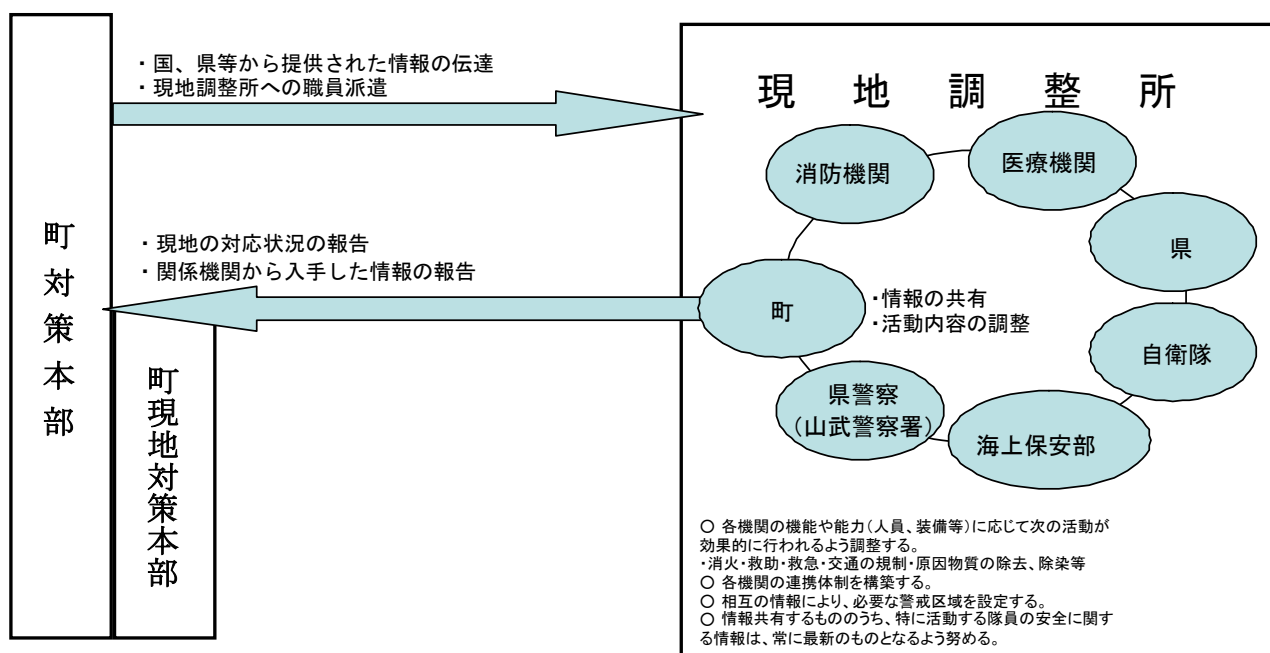 ・国、県等から提供された情報の伝達
・現地調整所への職員派遣
現地調整所
消防機関
医療機関
県
町対策本部
・現地の対応状況の報告
・関係機関から入手した情報の報告
町
・情報の共有
・活動内容の調整
自衛隊
町現地対策本部
県警察
（山武警察署）
海上保安部
○ 各機関の機能や能力（人員、装備等）に応じて次の活動が
効果的に行われるよう調整する。
・消火・救助・救急・交通の規制・原因物質の除去、除染等
○ 各機関の連携体制を構築する。
○ 相互の情報により、必要な警戒区域を設定する。
○ 情報共有するもののうち、特に活動する隊員の安全に関す
る情報は、常に最新のものとなるよう努める。